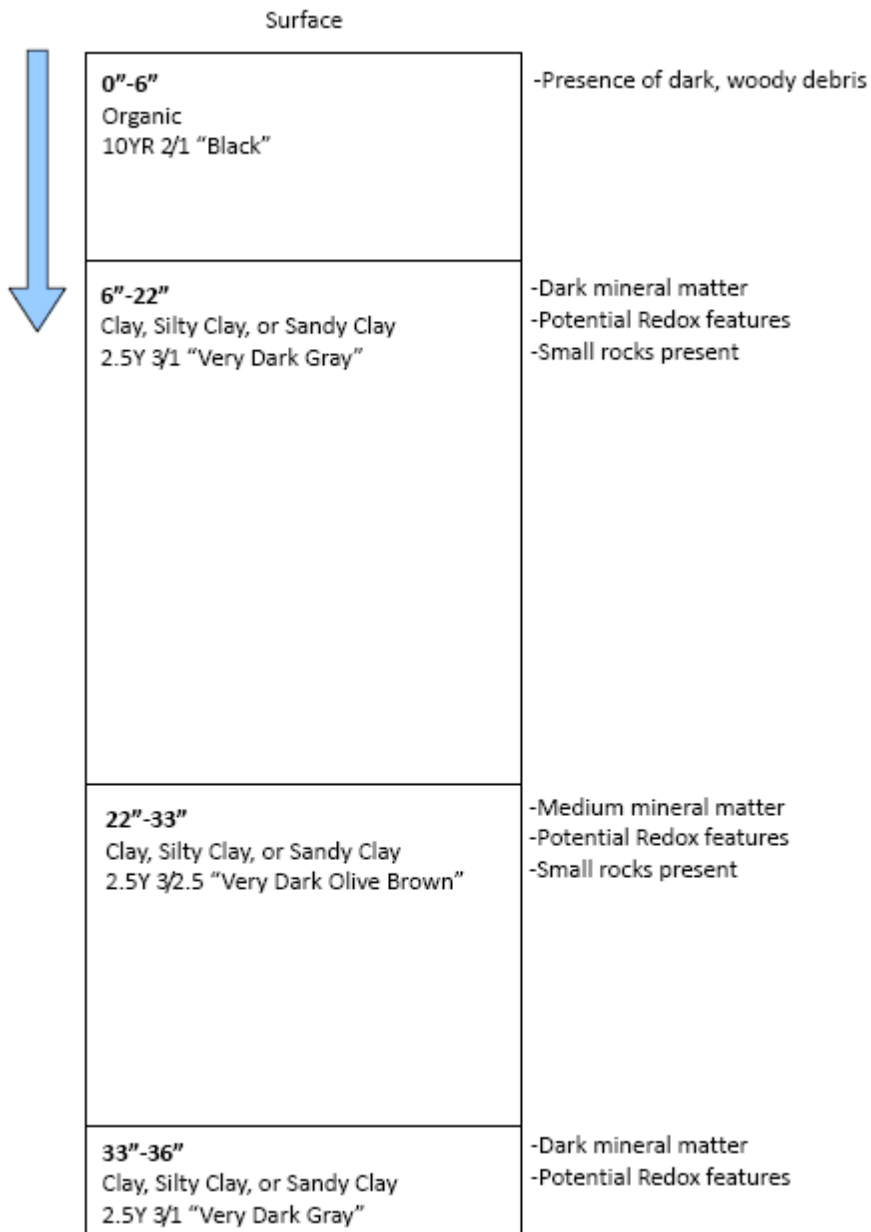 Surface
0”-6”
Organic
10YR 2/1 “Black”
-Presence of dark, woody debris
6”-22”
Clay, Silty Clay, or Sandy Clay
2.5Y 3/1 “Very Dark Gray”
-Dark mineral matter
-Potential Redox features
-Small rocks present
22”-33”
Clay, Silty Clay, or Sandy Clay
2.5Y 3/2.5 “Very Dark Olive Brown”
-Medium mineral matter
-Potential Redox features
-Small rocks present
33”-36”
Clay, Silty Clay, or Sandy Clay
2.5Y 3/1 “Very Dark Gray”
-Dark mineral matter
-Potential Redox features